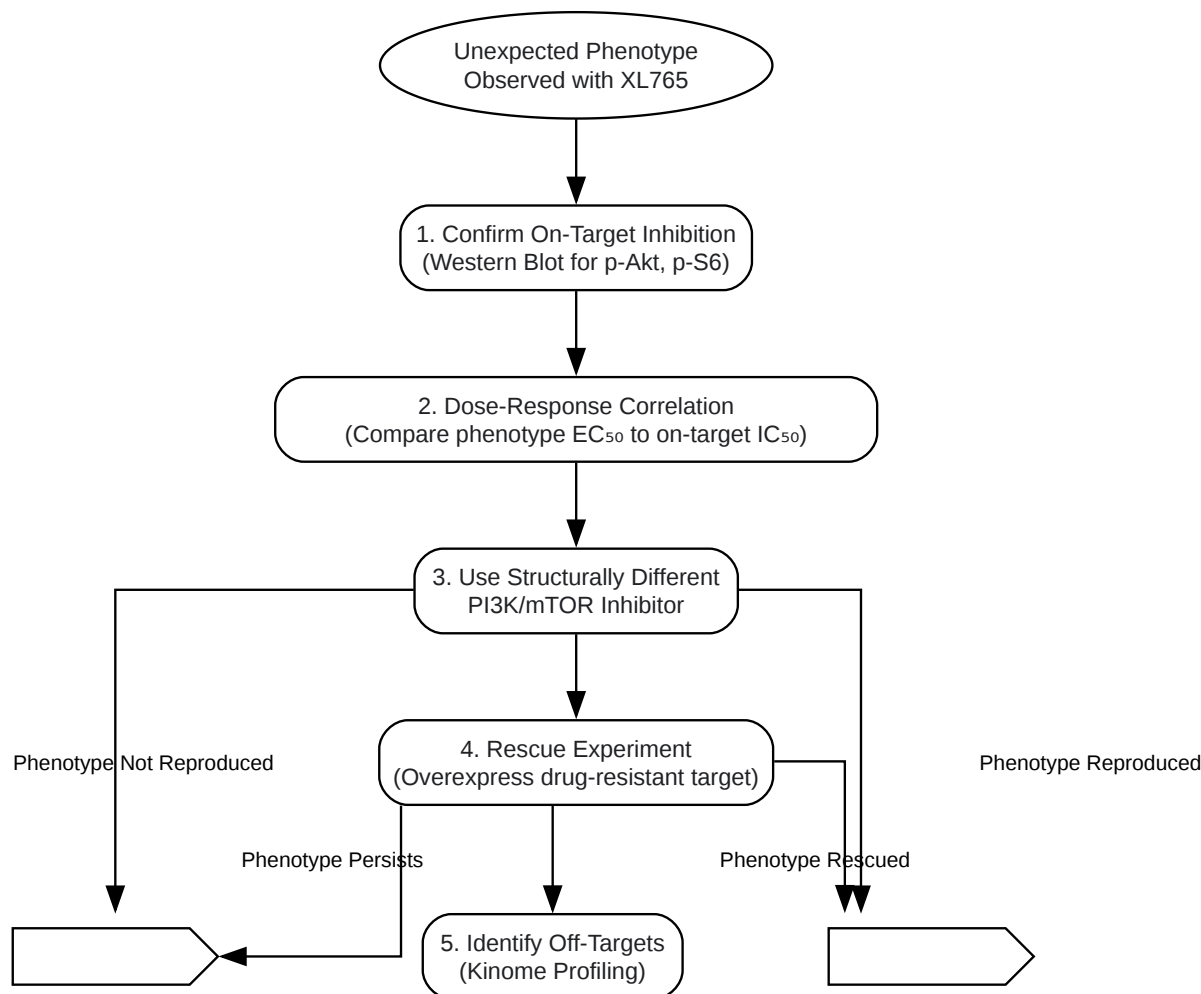 Unexpected Phenotype
Observed with XL765
1. Confirm On-Target Inhibition
(Western Blot for p-Akt, p-S6)
2. Dose-Response Correlation
(Compare phenotype EC₅₀ to on-target IC₅₀)
3. Use Structurally Different
PI3K/mTOR Inhibitor
Phenotype Not Reproduced
4. Rescue Experiment
(Overexpress drug-resistant target)
Phenotype Reproduced
Phenotype Persists
Phenotype Rescued
5. Identify Off-Targets
(Kinome Profiling)